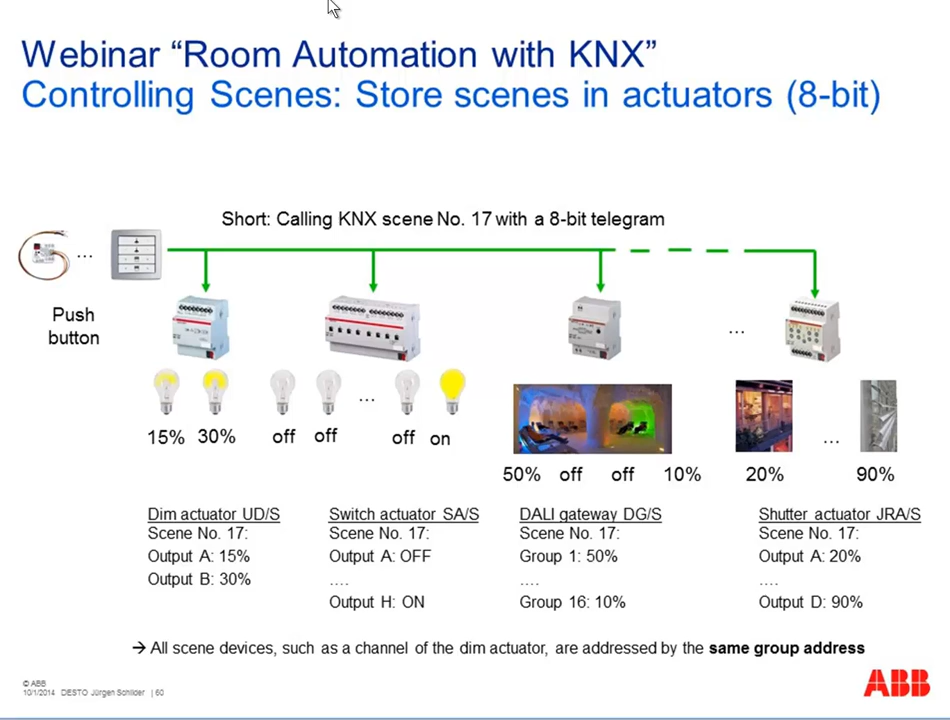 Webinar “Room Automation with KNX”
Controlling Scenes: Store scenes in actuators (8-bit)
Short: Calling KNX scene No. 17 with a 8-bit telegram
...
Push
button
...
...
15% 30% off off off on
...
50% off off 10% 20% 90%
Dim actuator UD/S
Scene No. 17:
Output A: 15%
Output B: 30%
Switch actuator SA/S
Scene No. 17:
Output A: OFF
....
Output H: ON
DALI gateway DG/S
Scene No. 17:
Group 1: 50%
....
Group 16: 10%
Shutter actuator JRA/S
Scene No. 17:
Output A: 20%
....
Output D: 90%
→ All scene devices, such as a channel of the dim actuator, are addressed by the same group address
© ABB
10/1/2014 DESTO Jürgen Schilder | 60
ABB